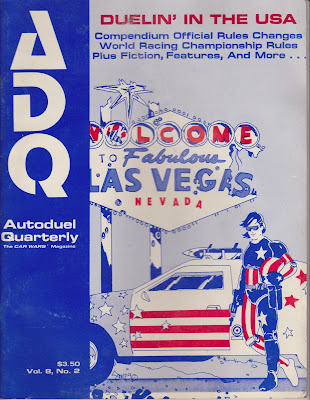 ADQ
DUELIN' IN THE USA
Compendium Official Rules Changes
World Racing Championship Rules
Plus Fiction, Features, And More . . .
WELCOME
TO Fabulous
LAS VEGAS
NEVADA
Autoduel
Quarterly
The CAR WARS® Magazine
$3.50
Vol. 8, No. 2